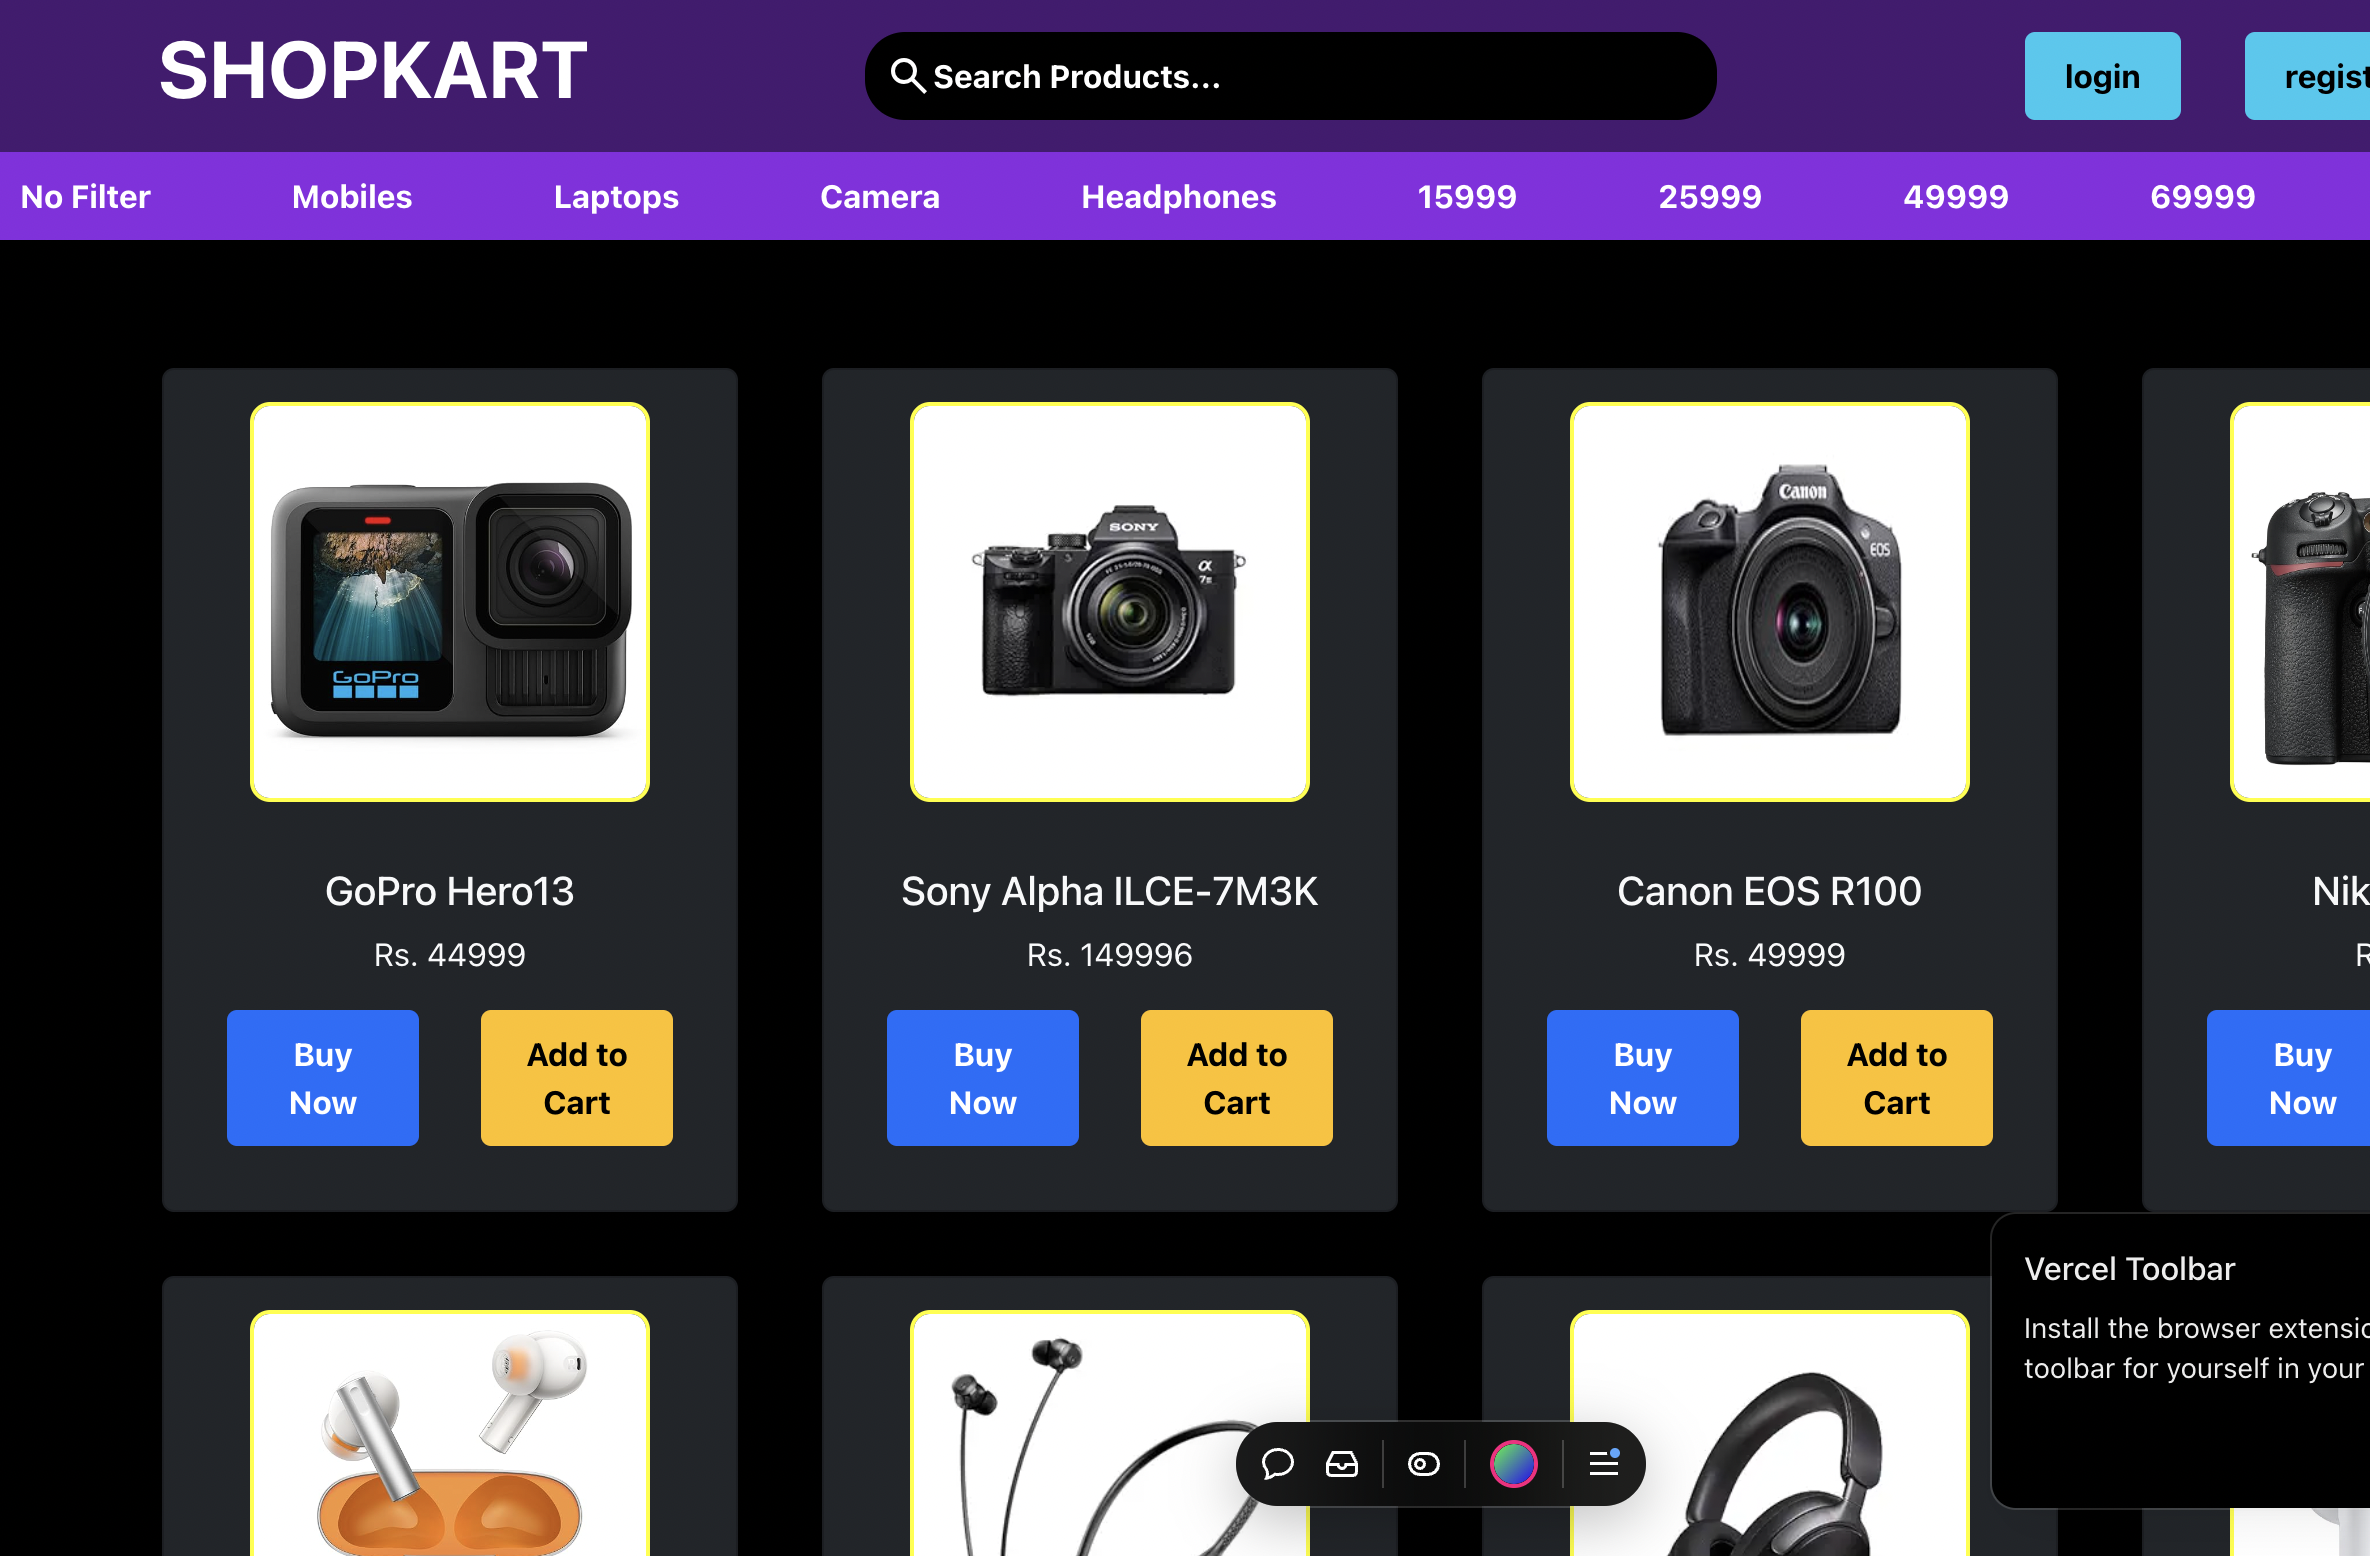 SHOPKART
Search Products...
login
regist
No Filter
Mobiles
Laptops
Camera
Headphones
15999
25999
49999
69999
GoPro
SONY
α
7III
Canon
EOS
GoPro Hero13
Sony Alpha ILCE-7M3K
Canon EOS R100
Nik
Rs. 44999
Rs. 149996
Rs. 49999
R
Buy
Now
Add to
Cart
Buy
Now
Add to
Cart
Buy
Now
Add to
Cart
Buy
Now
Vercel Toolbar
Install the browser extensio
toolbar for yourself in your